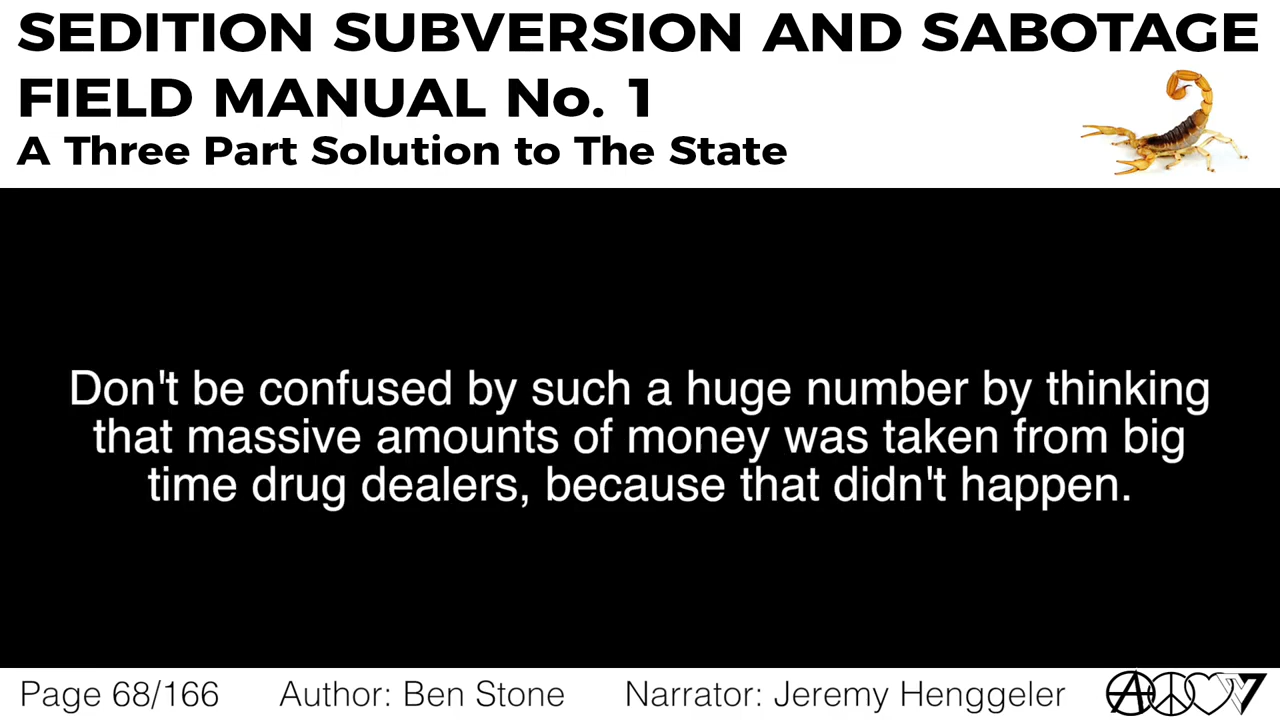 SEDITION SUBVERSION AND SABOTAGE
FIELD MANUAL No. 1
A Three Part Solution to The State
Don't be confused by such a huge number by thinking
that massive amounts of money was taken from big
time drug dealers, because that didn't happen.
Page 68/166 Author: Ben Stone Narrator: Jeremy Henggeler